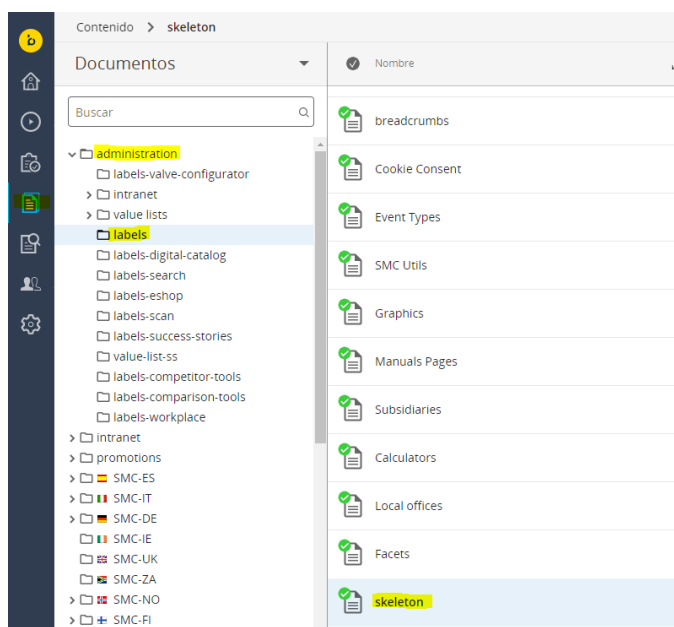 Contenido > skeleton
Documentos
Nombre
Buscar
administration
labels-valve-configurator
intranet
value lists
labels
labels-digital-catalog
labels-search
labels-eshop
labels-scan
labels-success-stories
value-list-ss
labels-competitor-tools
labels-comparison-tools
labels-workplace
intranet
promotions
SMC-ES
SMC-IT
SMC-DE
SMC-IE
SMC-UK
SMC-ZA
SMC-NO
SMC-FI
breadcrumbs
Cookie Consent
Event Types
SMC Utils
Graphics
Manuals Pages
Subsidiaries
Calculators
Local offices
Facets
skeleton